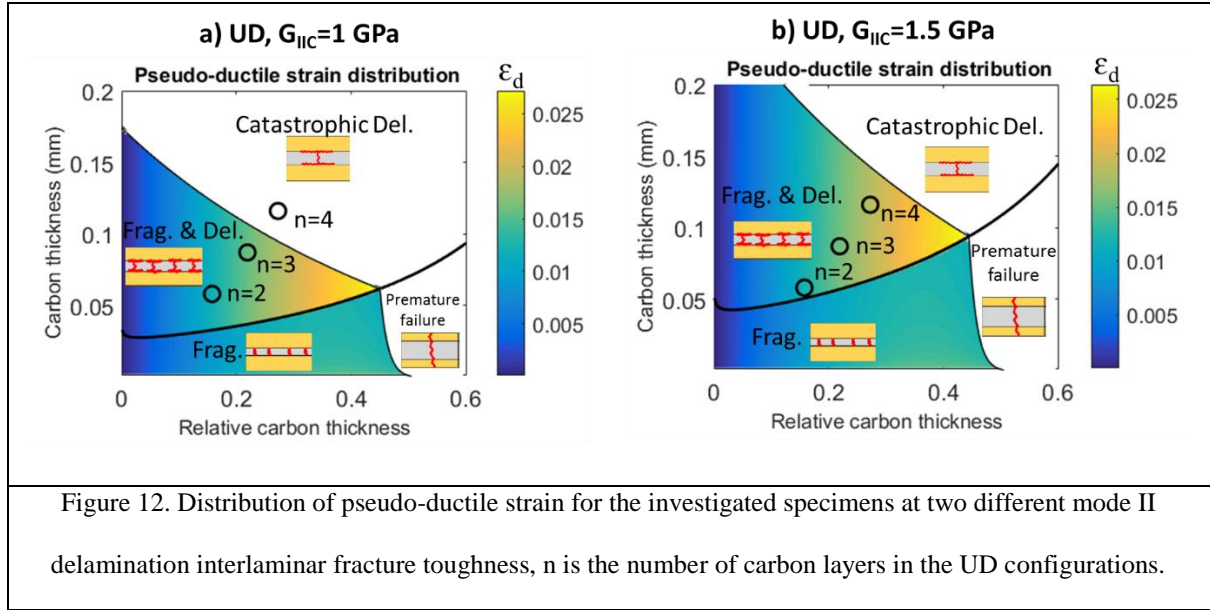 a) UD, GIIC=1 GPa
Pseudo-ductile strain distribution
εd
0.2
0.15
0.1
0.05
0
Carbon thickness (mm)
Catastrophic Del.
n=4
Frag. & Del.
n=3
n=2
Frag.
Premature
failure
0
0.2
0.4
0.6
Relative carbon thickness
0.025
0.02
0.015
0.01
0.005
b) UD, GIIC=1.5 GPa
Pseudo-ductile strain distribution
εd
0.2
0.15
0.1
0.05
0
Carbon thickness (mm)
Catastrophic Del.
Frag. & Del.
n=4
n=3
n=2
Frag.
Premature
failure
0
0.2
0.4
0.6
Relative carbon thickness
0.025
0.02
0.015
0.01
0.005
Figure 12. Distribution of pseudo-ductile strain for the investigated specimens at two different mode II
delamination interlaminar fracture toughness, n is the number of carbon layers in the UD configurations.